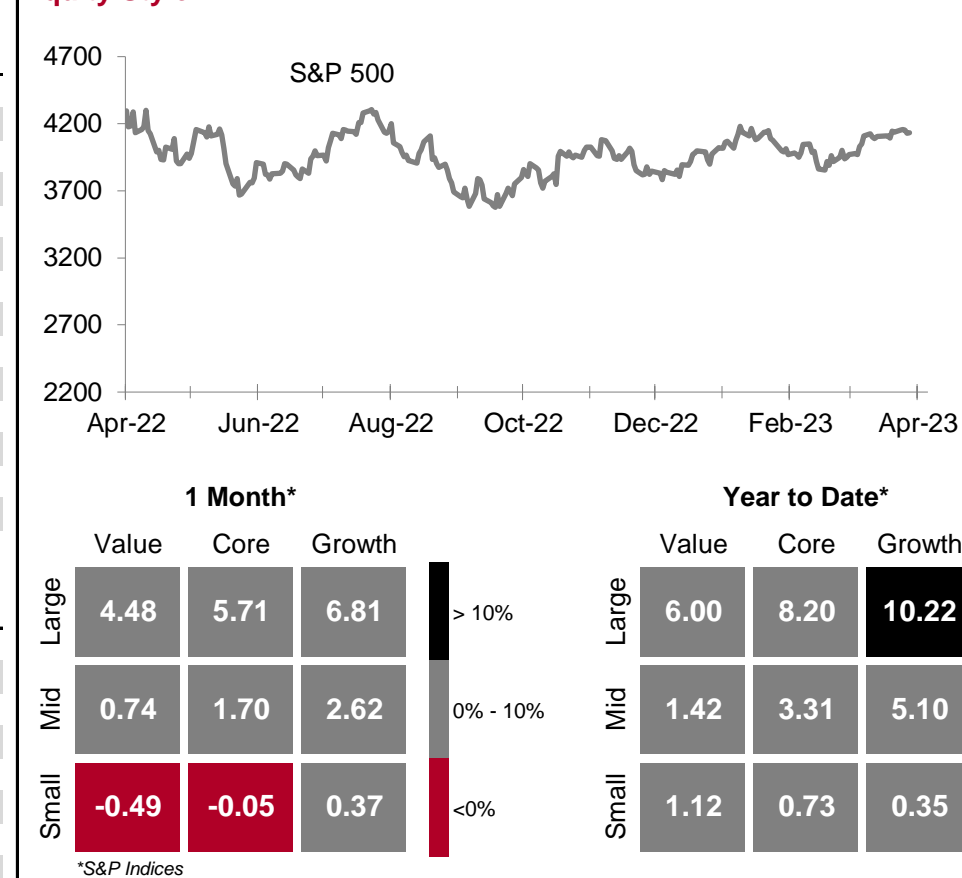 S&P 500
4700
4200
3700
3200
2700
2200
Apr-22 Jun-22 Aug-22 Oct-22 Dec-22 Feb-23 Apr-23
1 Month*
Value Core Growth
Large 4.48 5.71 6.81
Mid 0.74 1.70 2.62
Small -0.49 -0.05 0.37
> 10%
0% - 10%
<0%
*S&P Indices
Year to Date*
Value Core Growth
Large 6.00 8.20 10.22
Mid 1.42 3.31 5.10
Small 1.12 0.73 0.35